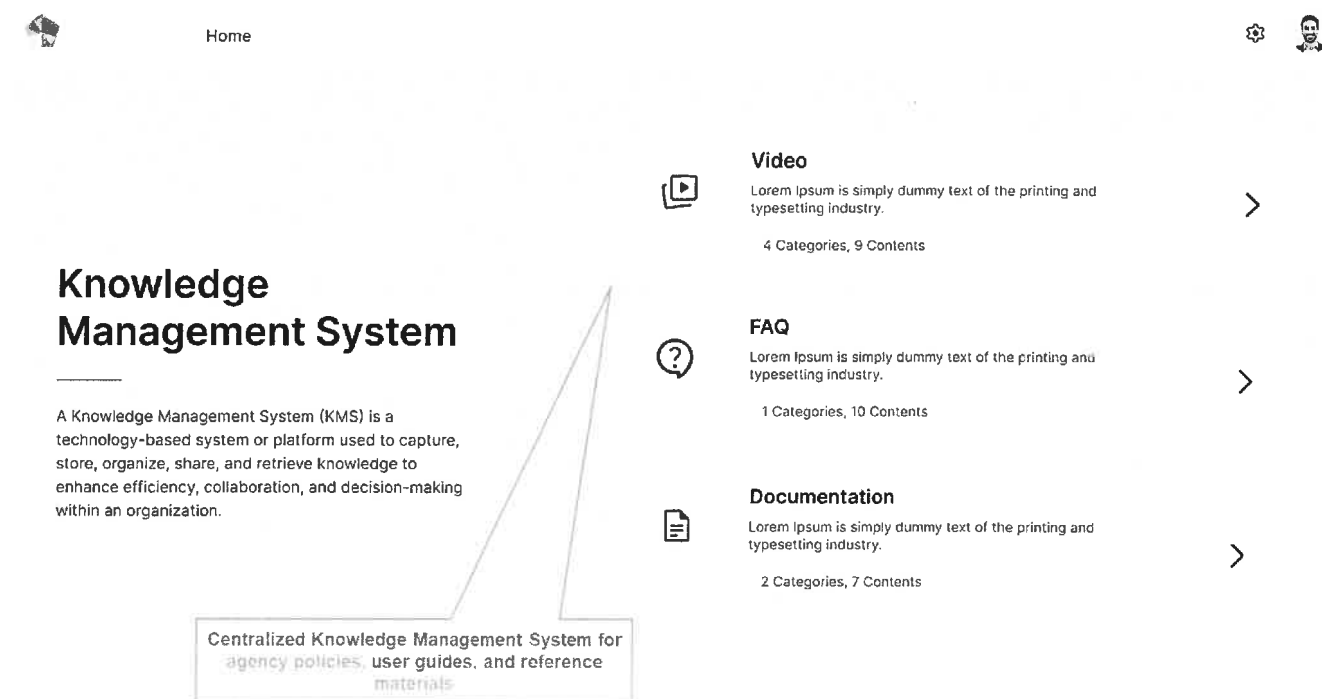 Home
Knowledge
Management System
A Knowledge Management System (KMS) is a
technology-based system or platform used to capture,
store, organize, share, and retrieve knowledge to
enhance efficiency, collaboration, and decision-making
within an organization.
Video
Lorem Ipsum is simply dummy text of the printing and
typesetting industry.
4 Categories, 9 Contents
FAQ
Lorem Ipsum is simply dummy text of the printing and
typesetting industry.
1 Categories, 10 Contents
Documentation
Lorem Ipsum is simply dummy text of the printing and
typesetting industry.
2 Categories, 7 Contents
Centralized Knowledge Management System for
agency policies, user guides, and reference
materials